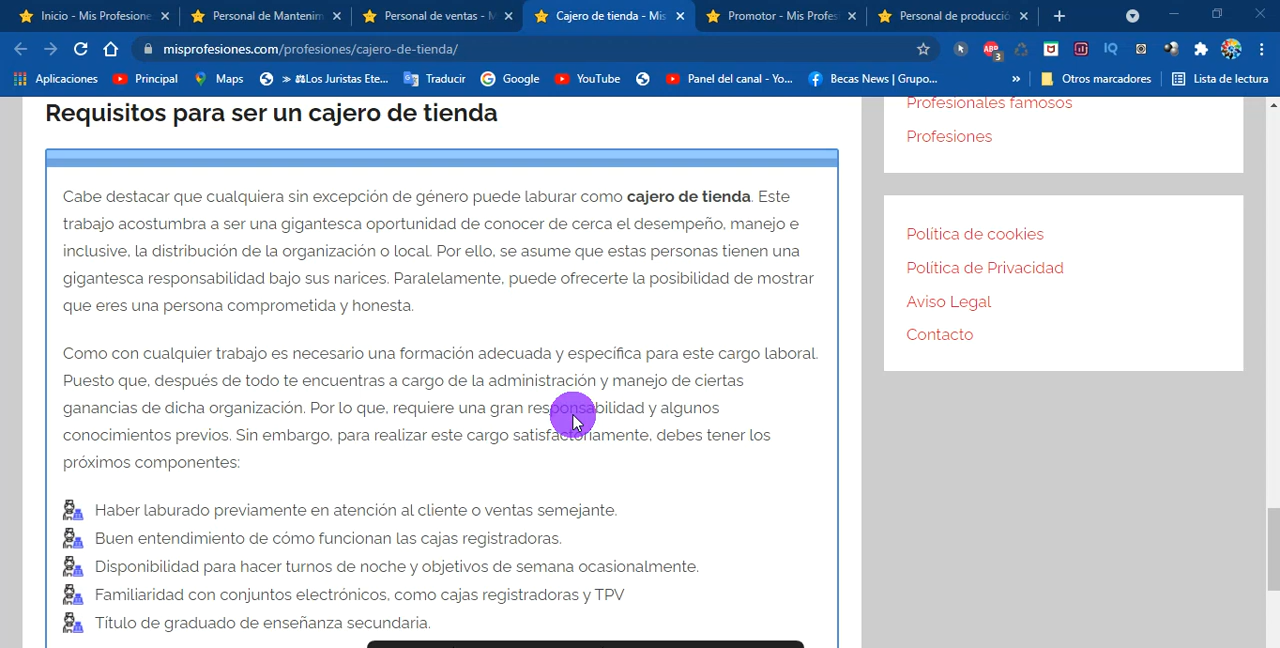 Inicio - Mis Profesione
Personal de Mantenim
Personal de ventas - M
Cajero de tienda - Mis
Promotor - Mis Profes
Personal de producció
misprofesiones.com/profesiones/cajero-de-tienda/
ABP
3
IQ
Aplicaciones
Principal
Maps
» ⚖Los Juristas Ete...
Traducir
Google
YouTube
Panel del canal - Yo...
Becas News | Grupo...
»
Otros marcadores
Lista de lectura
Requisitos para ser un cajero de tienda
Cabe destacar que cualquiera sin excepción de género puede laburar como cajero de tienda. Este
trabajo acostumbra a ser una gigantesca oportunidad de conocer de cerca el desempeño, manejo e
inclusive, la distribución de la organización o local. Por ello, se asume que estas personas tienen una
gigantesca responsabilidad bajo sus narices. Paralelamente, puede ofrecerte la posibilidad de mostrar
que eres una persona comprometida y honesta.
Como con cualquier trabajo es necesario una formación adecuada y específica para este cargo laboral.
Puesto que, después de todo te encuentras a cargo de la administración y manejo de ciertas
ganancias de dicha organización. Por lo que, requiere una gran responsabilidad y algunos
conocimientos previos. Sin embargo, para realizar este cargo satisfactoriamente, debes tener los
próximos componentes:
Haber laburado previamente en atención al cliente o ventas semejante.
Buen entendimiento de cómo funcionan las cajas registradoras.
Disponibilidad para hacer turnos de noche y objetivos de semana ocasionalmente.
Familiaridad con conjuntos electrónicos, como cajas registradoras y TPV
Título de graduado de enseñanza secundaria.
Profesionales famosos
Profesiones
Política de cookies
Política de Privacidad
Aviso Legal
Contacto